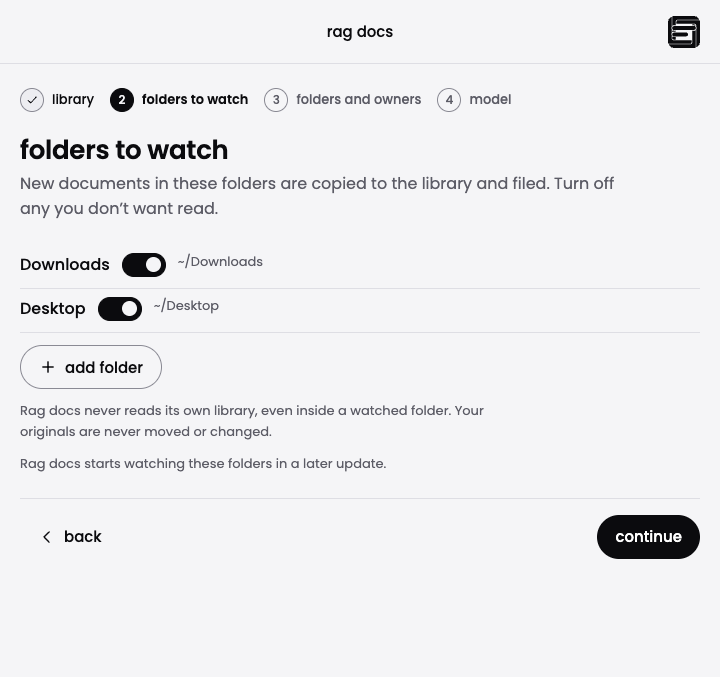 rag docs
library
2 folders to watch
3 folders and owners
4 model
folders to watch
New documents in these folders are copied to the library and filed. Turn off
any you don’t want read.
Downloads ~/Downloads
Desktop ~/Desktop
add folder
Rag docs never reads its own library, even inside a watched folder. Your
originals are never moved or changed.
Rag docs starts watching these folders in a later update.
back
continue